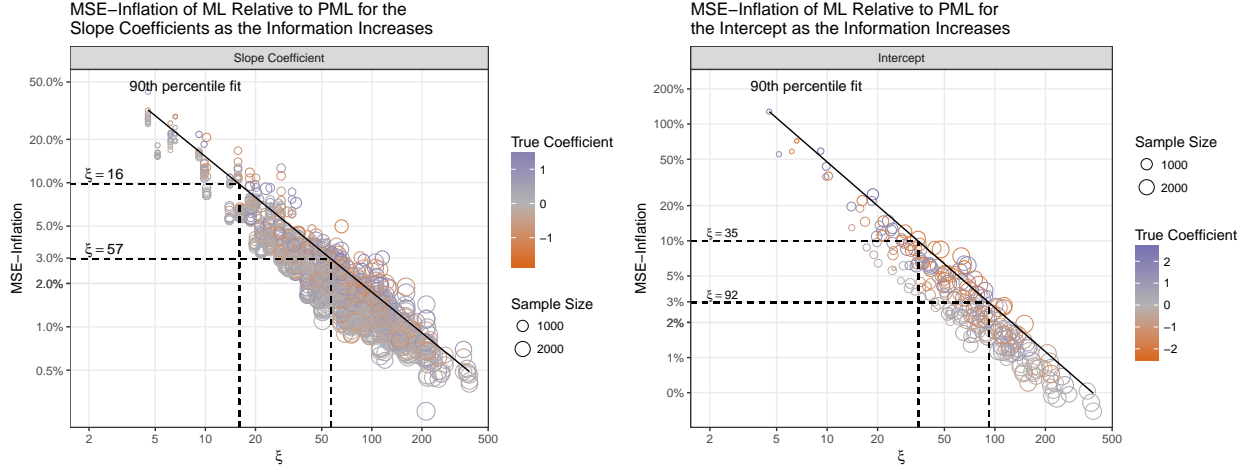 MSE−Inflation of ML Relative to PML for the
Slope Coefficients as the Information Increases
Slope Coefficient
50.0%
20.0%
10.0%
5.0%
3.0%
2.0%
1.0%
0.5%
MSE−Inflation
90th percentile fit
ξ = 16
ξ = 57
2
5
10
20
50
100
200
500
ξ
True Coefficient
1
0
−1
Sample Size
1000
2000
MSE−Inflation of ML Relative to PML for
the Intercept as the Information Increases
Intercept
200%
100%
50%
20%
10%
5%
3%
2%
1%
0%
MSE−Inflation
90th percentile fit
ξ = 35
ξ = 92
2
5
10
20
50
100
200
500
ξ
Sample Size
1000
2000
True Coefficient
2
1
0
−1
−2